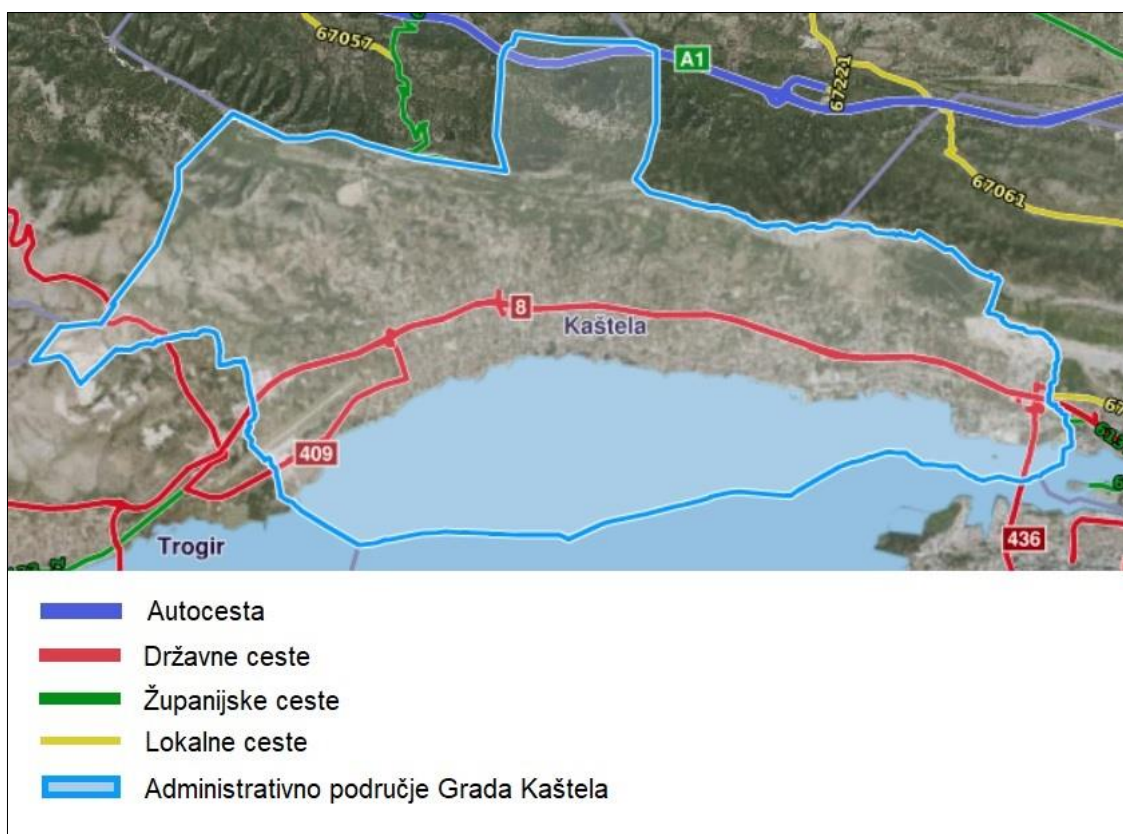 67057
A1
67221
67061
8
Kaštela
409
436
Trogir
Autocesta
Državne ceste
Županijske ceste
Lokalne ceste
Administrativno područje Grada Kaštela